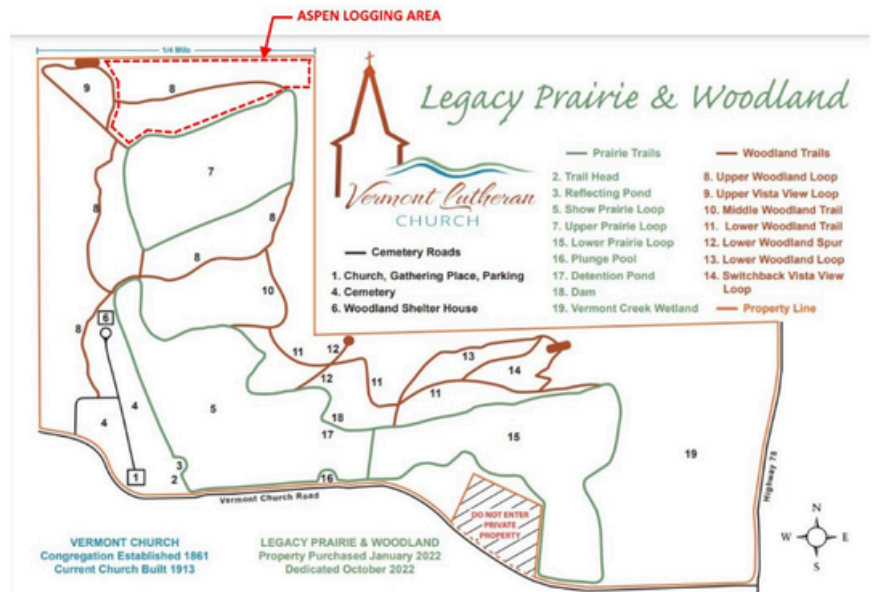 ASPEN LOGGING AREA
1/4 Mile
Legacy Prairie & Woodland
Vermont Lutheran
CHURCH
Cemetery Roads
1. Church, Gathering Place, Parking
4. Cemetery
6. Woodland Shelter House
Prairie Trails
2. Trail Head
3. Reflecting Pond
5. Show Prairie Loop
7. Upper Prairie Loop
15. Lower Prairie Loop
16. Plunge Pool
17. Detention Pond
18. Dam
19. Vermont Creek Wetland
Woodland Trails
8. Upper Woodland Loop
9. Upper Vista View Loop
10. Middle Woodland Trail
11. Lower Woodland Trail
12. Lower Woodland Spur
13. Lower Woodland Loop
14. Switchback Vista View
Loop
Property Line
9
8
7
8
8
8
10
6
8
11
12
13
12
11
14
11
4
5
18
17
15
4
19
3
1
2
16
Vermont Church Road
Highway 78
DO NOT ENTER
PRIVATE
PROPERTY
N
W
E
S
VERMONT CHURCH
Congregation Established 1861
Current Church Built 1913
LEGACY PRAIRIE & WOODLAND
Property Purchased January 2022
Dedicated October 2022